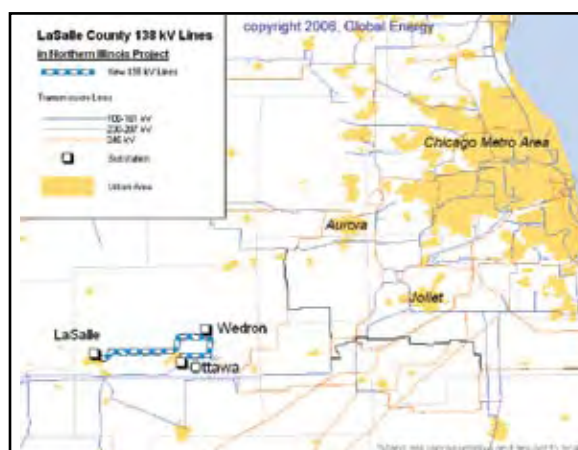 copyright 2006, Global Energy
LaSalle County 138 kV Lines
in Northern Illinois Project
New 138 kV Lines
Transmission Lines
100-161 kV
230-287 kV
345 kV
Substation
Urban Area
Chicago Metro Area
Aurora
Joliet
Wedron
LaSalle
Ottawa